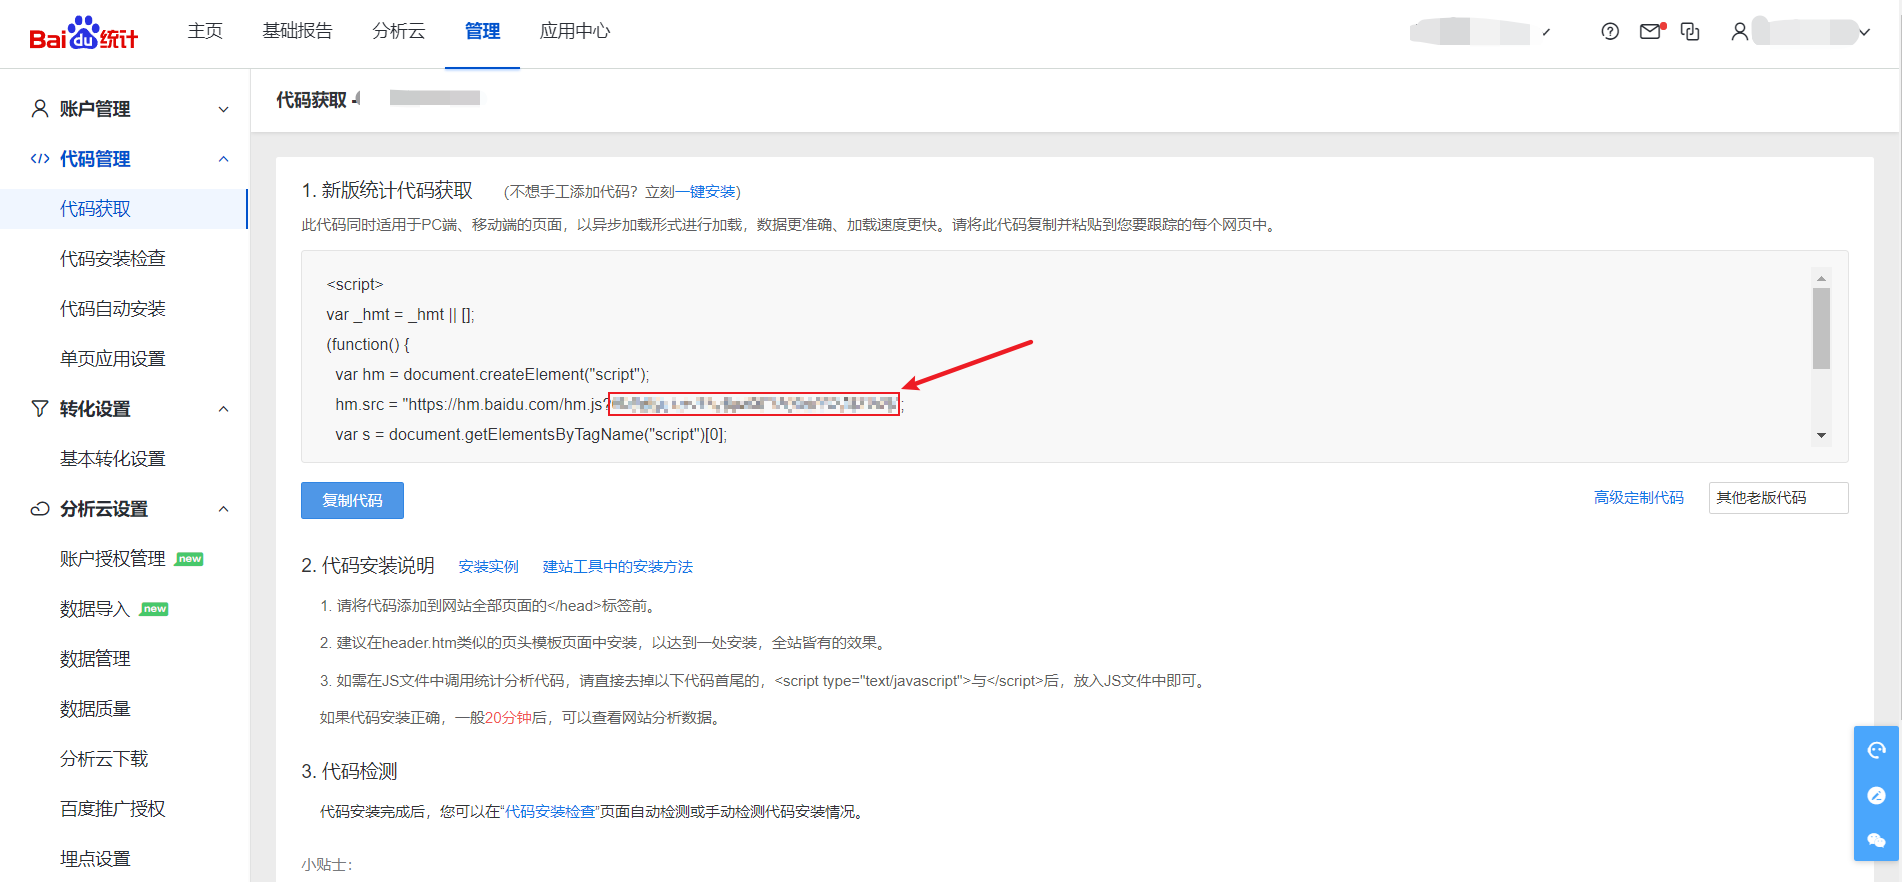 Bai du 统计
主页 基础报告 分析云 管理 应用中心
账户管理
代码管理
代码获取
代码安装检查
代码自动安装
单页应用设置
转化设置
基本转化设置
分析云设置
账户授权管理 new
数据导入 new
数据管理
数据质量
分析云下载
百度推广授权
埋点设置
代码获取 -
1. 新版统计代码获取 (不想手工添加代码？立刻一键安装)
此代码同时适用于PC端、移动端的页面，以异步加载形式进行加载，数据更准确、加载速度更快。请将此代码复制并粘贴到您要跟踪的每个网页中。
<script>
var _hmt = _hmt || [];
(function() {
var hm = document.createElement("script");
hm.src = "https://hm.baidu.com/hm.js?
var s = document.getElementsByTagName("script")[0];
复制代码
高级定制代码 其他老版代码
2. 代码安装说明 安装实例 建站工具中的安装方法
1. 请将代码添加到网站全部页面的</head>标签前。
2. 建议在header.htm类似的页头模板页面中安装，以达到一处安装，全站皆有的效果。
3. 如需在JS文件中调用统计分析代码，请直接去掉以下代码首尾的，<script type="text/javascript">与</script>后，放入JS文件中即可。
如果代码安装正确，一般20分钟后，可以查看网站分析数据。
3. 代码检测
代码安装完成后，您可以在“代码安装检查”页面自动检测或手动检测代码安装情况。
小贴士：